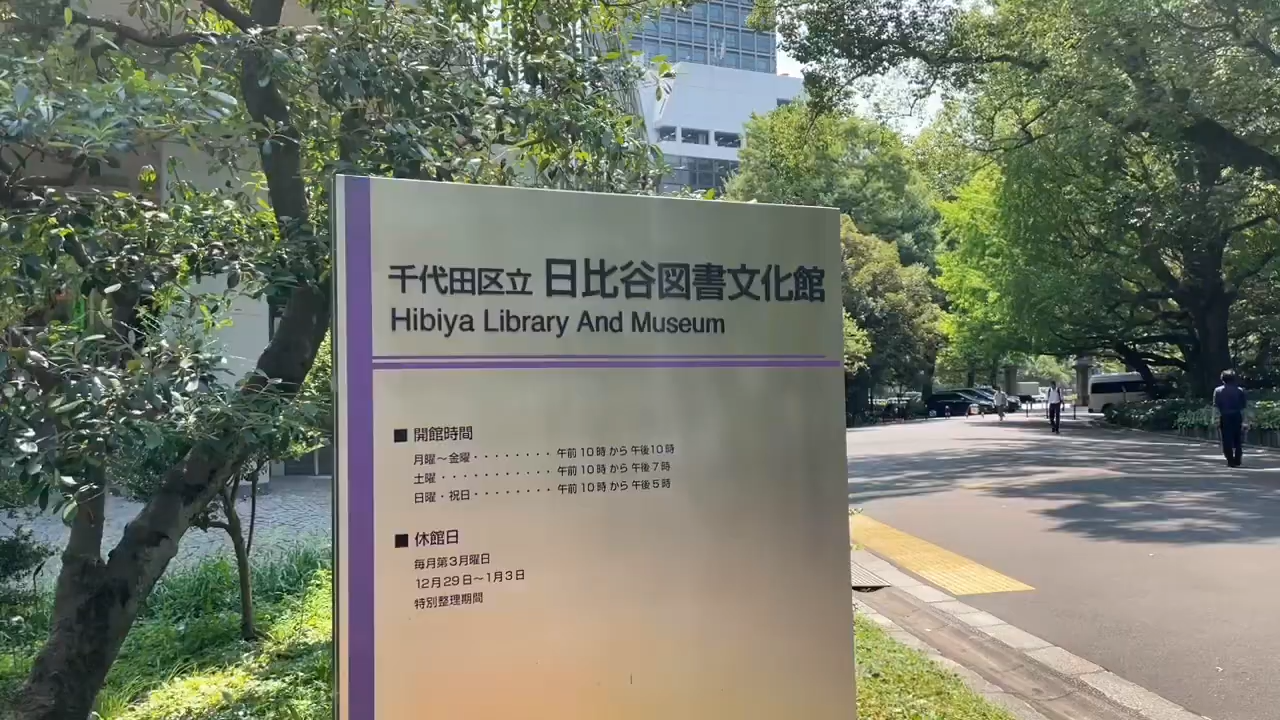 千代田区立 日比谷図書文化館
Hibiya Library And Museum
■ 開館時間
月曜～金曜・・・・・・・・・午前10時から午後10時
土曜・・・・・・・・・・・・午前10時から午後7時
日曜・祝日・・・・・・・・・午前10時から午後5時
■ 休館日
毎月第3月曜日
12月29日～1月3日
特別整理期間